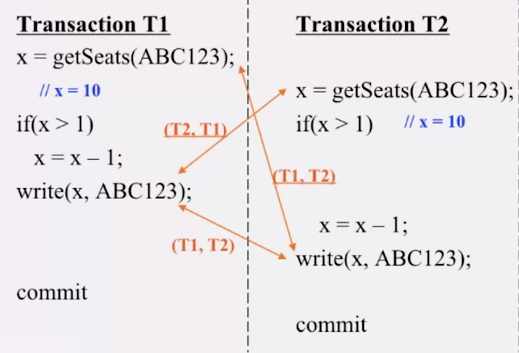 Transaction T1
x = getSeats(ABC123);
// x = 10
if(x > 1)
x = x – 1;
write(x, ABC123);
commit
Transaction T2
x = getSeats(ABC123);
if(x > 1) // x = 10
x = x – 1;
write(x, ABC123);
commit
(T2, T1)
(T1, T2)
(T1, T2)